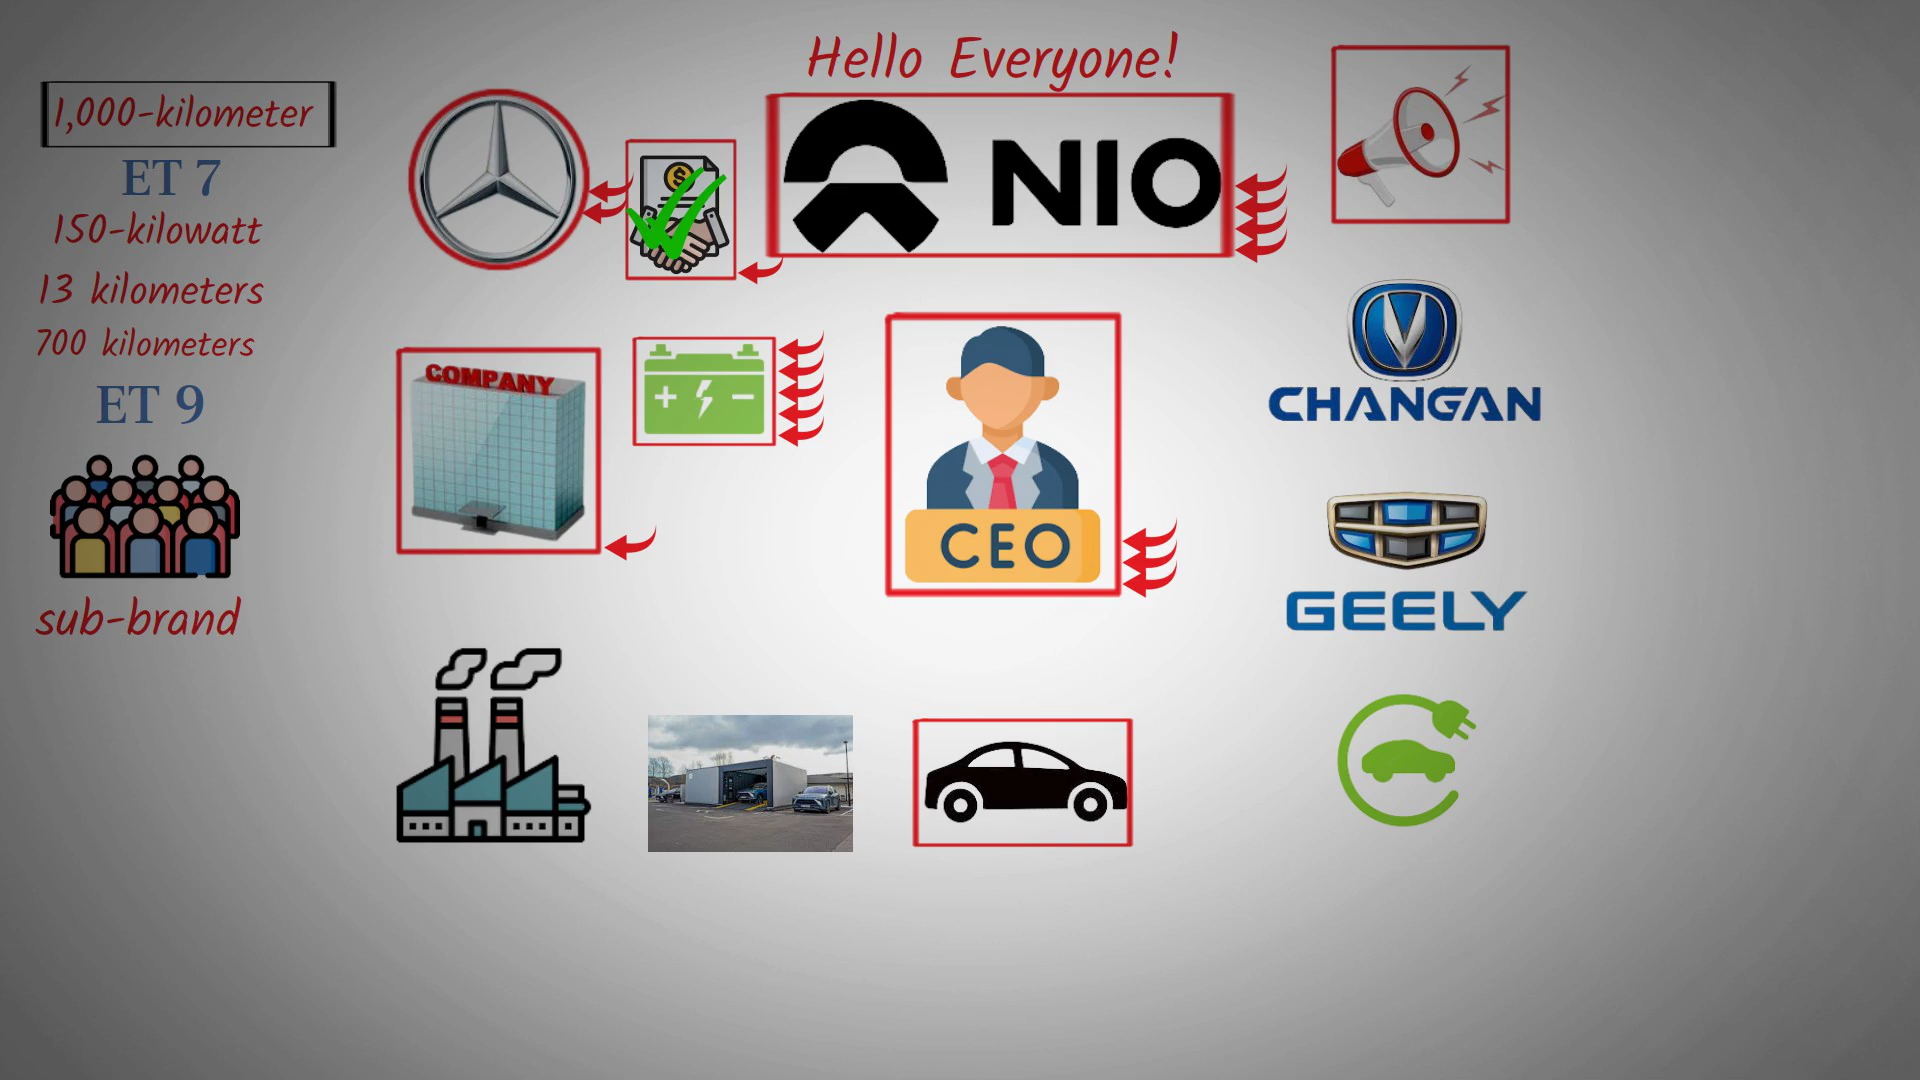 Hello Everyone!
1,000-kilometer
ET 7
150-kilowatt
13 kilometers
700 kilometers
ET 9
sub-brand
NIO
COMPANY
CEO
CHANGAN
GEELY